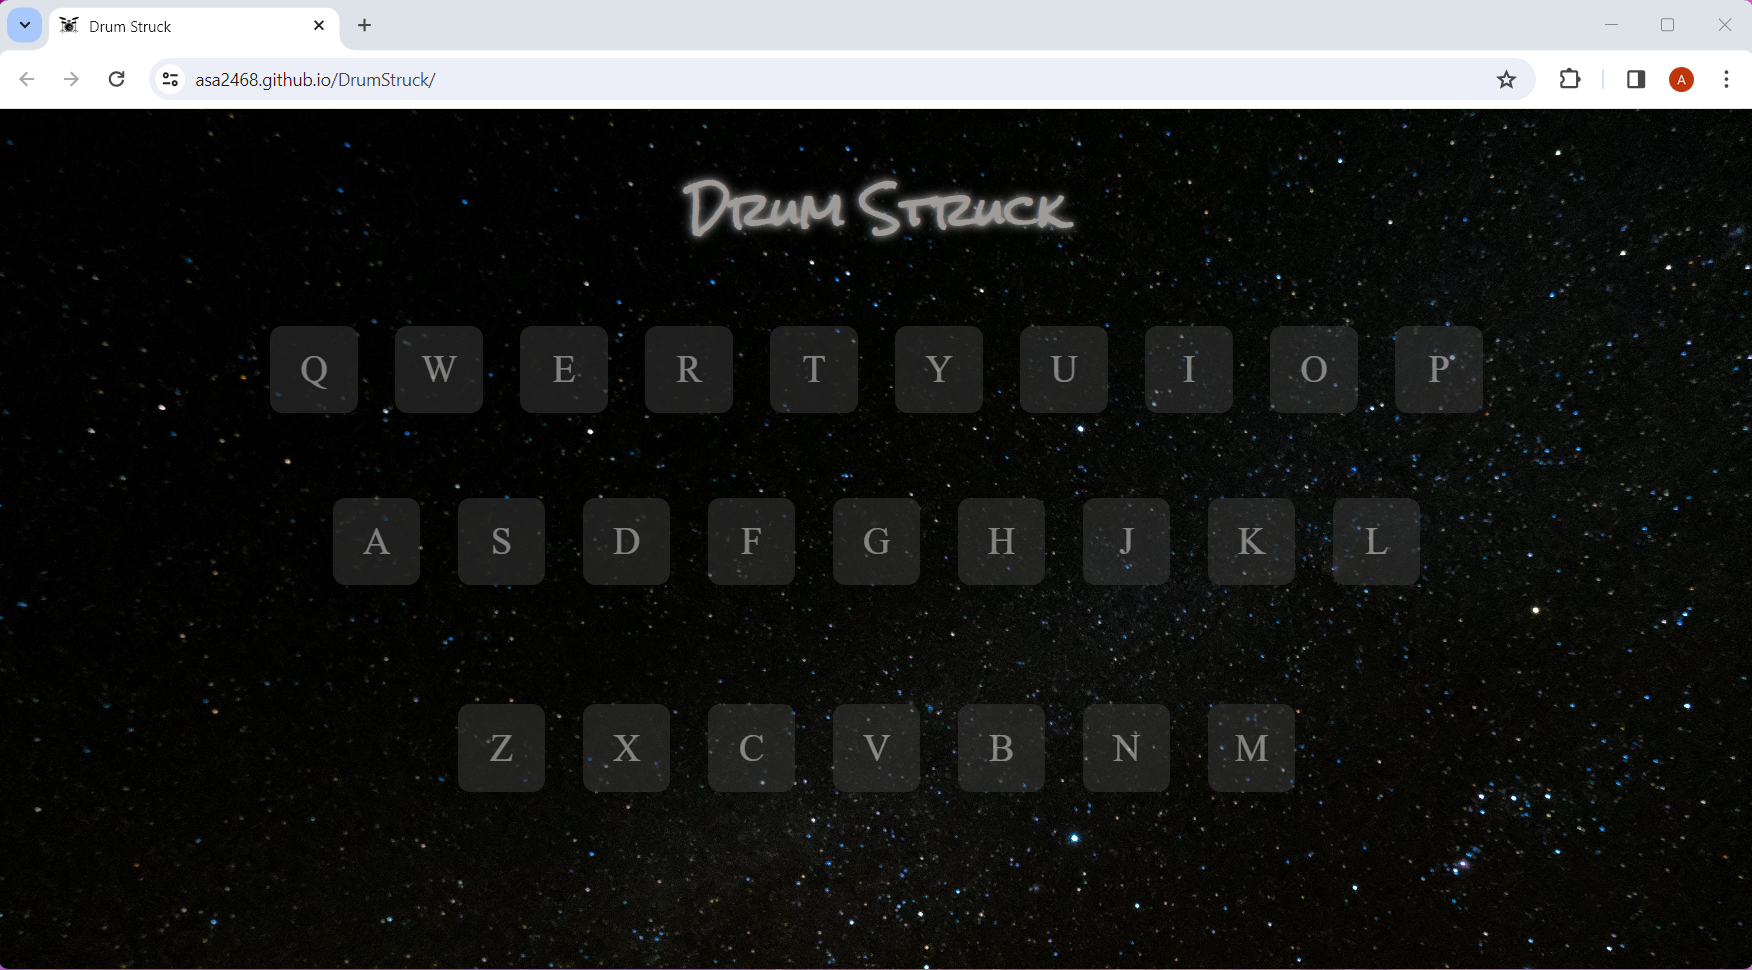 Drum Struck
asa2468.github.io/DrumStruck/
A
Drum Struck
Q W E R T Y U I O P
A S D F G H J K L
Z X C V B N M